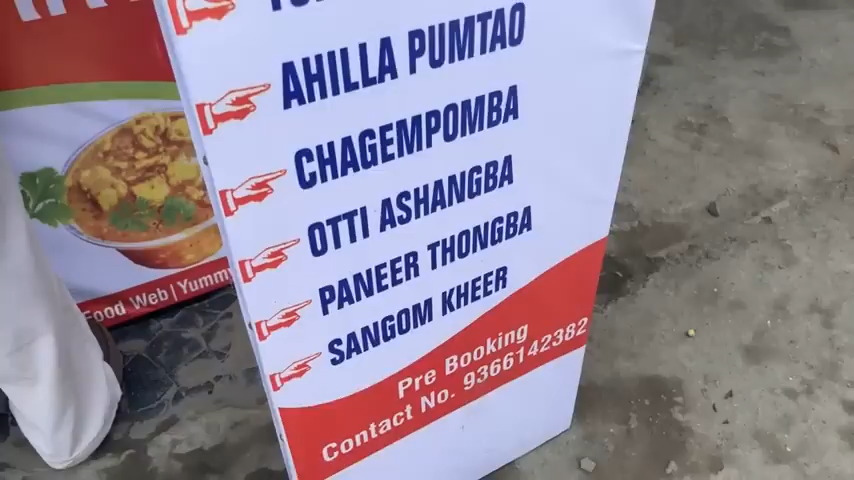 AHILLA PUMTAO
CHAGEMPOMBA
OTTI ASHANGBA
PANEER THONGBA
SANGOM KHEER
Pre Booking
Contact No. 9366142382
Food Web | Yummy